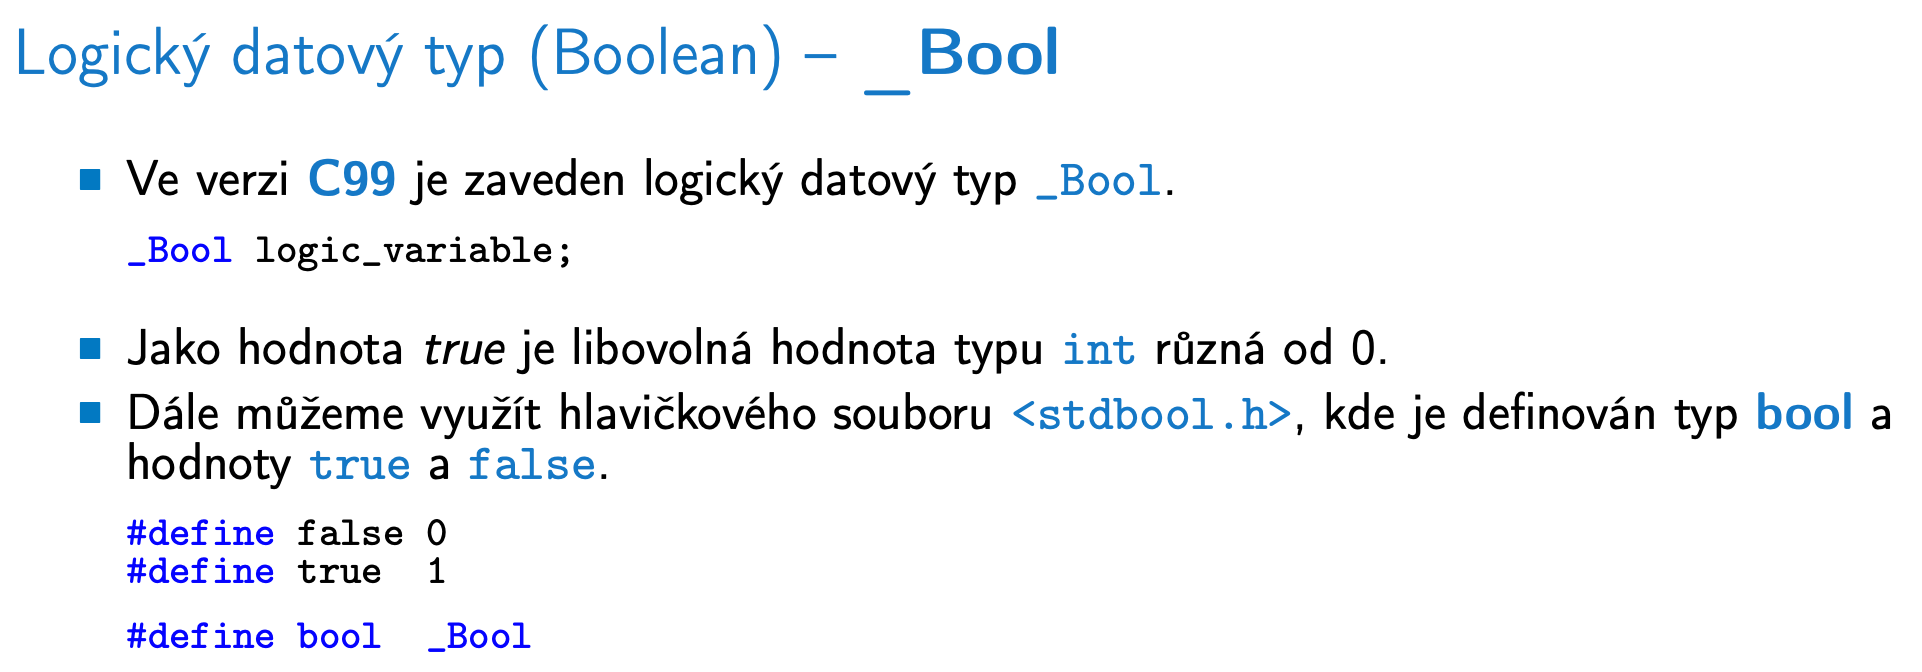 Logický datový typ (Boolean) – _Bool
Ve verzi C99 je zaveden logický datový typ _Bool.
_Bool logic_variable;
Jako hodnota true je libovolná hodnota typu int různá od 0.
Dále můžeme využít hlavičkového souboru <stdbool.h>, kde je definován typ bool a
hodnoty true a false.
#define false 0
#define true  1
#define bool  _Bool